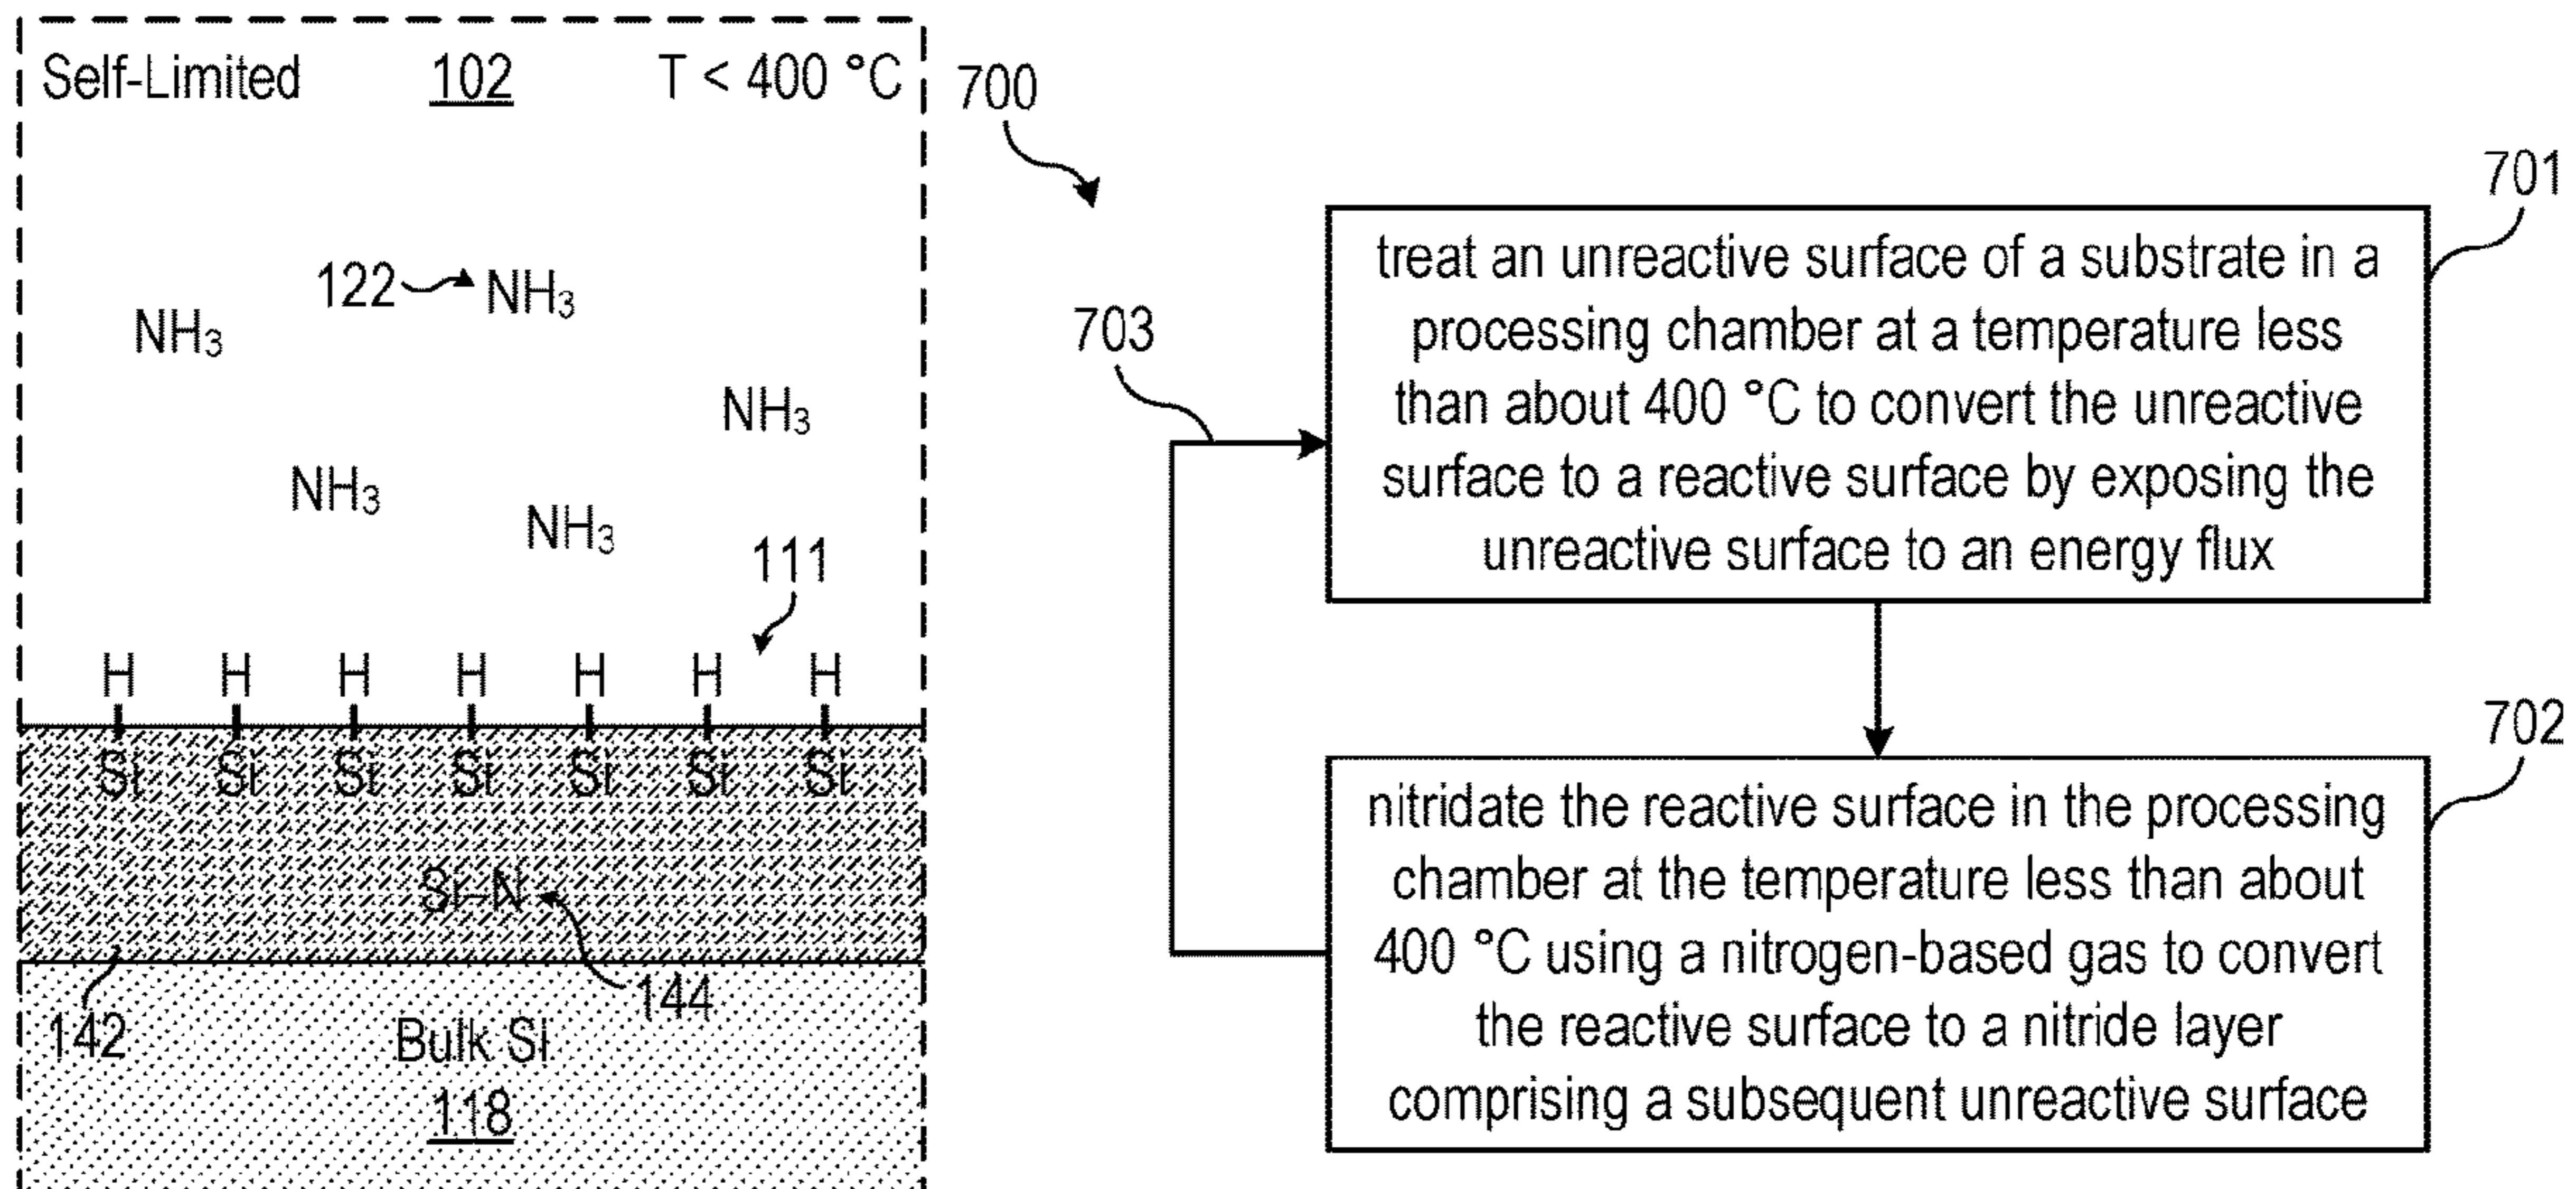 Self-Limited 102 T < 400 °C
122
NH₃
NH₃
NH₃
NH₃
NH₃
111
H H H H H H H
Si Si Si Si Si Si Si
Si–N
144
142
Bulk Si
118
700
701
treat an unreactive surface of a substrate in a
processing chamber at a temperature less
than about 400 °C to convert the unreactive
surface to a reactive surface by exposing the
unreactive surface to an energy flux
703
702
nitridate the reactive surface in the processing
chamber at the temperature less than about
400 °C using a nitrogen-based gas to convert
the reactive surface to a nitride layer
comprising a subsequent unreactive surface